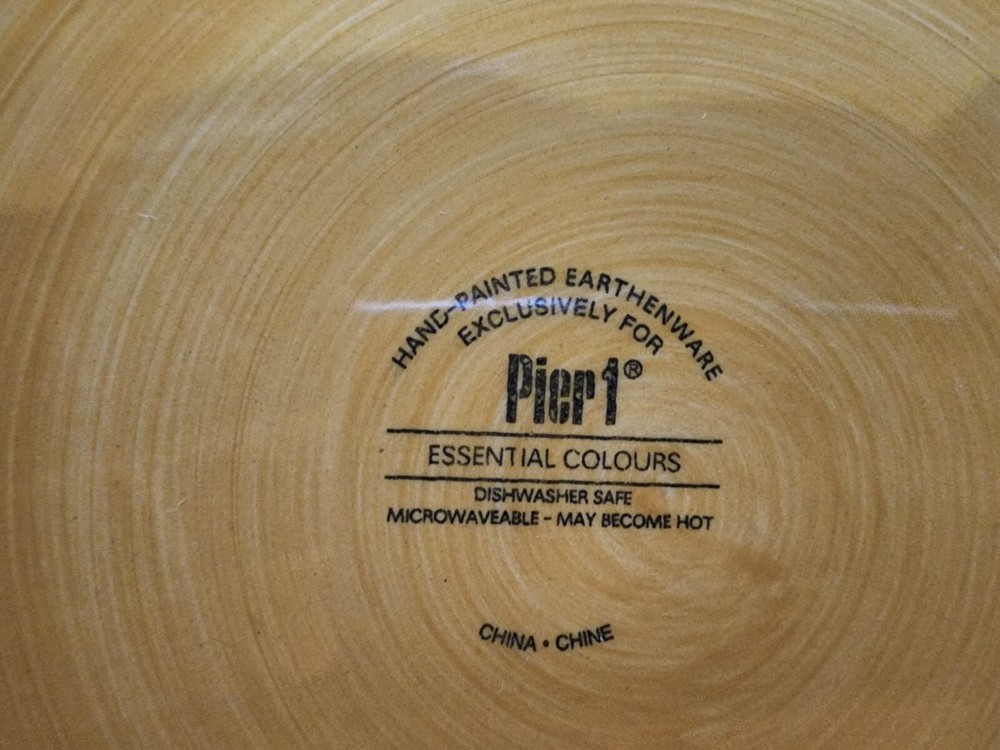 HAND-PAINTED EARTHENWARE
EXCLUSIVELY FOR
Pier 1®
ESSENTIAL COLOURS
DISHWASHER SAFE
MICROWAVEABLE - MAY BECOME HOT
CHINA • CHINE